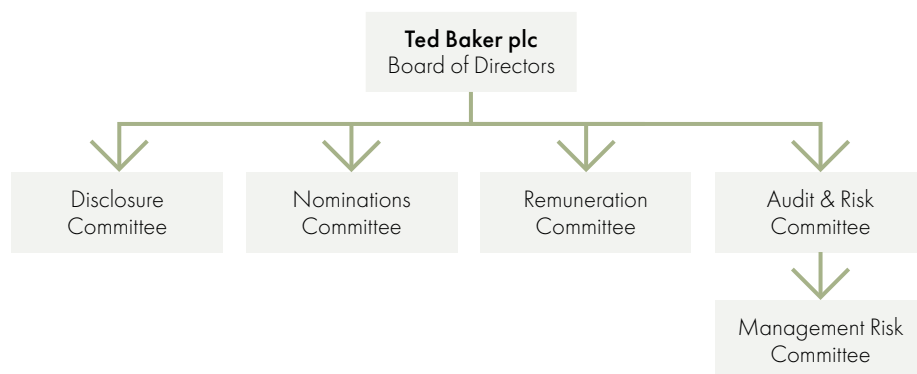 Ted Baker plc
Board of Directors
Disclosure
Committee
Nominations
Committee
Remuneration
Committee
Audit & Risk
Committee
Management Risk
Committee